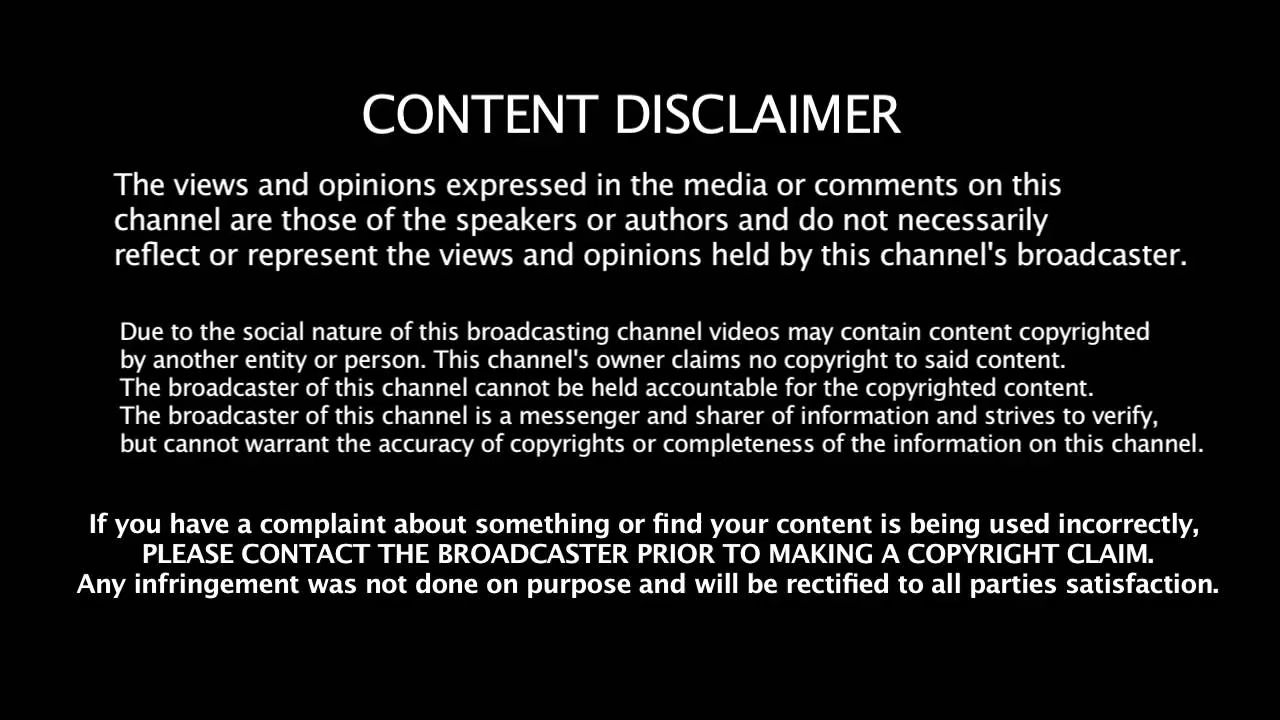 CONTENT DISCLAIMER
The views and opinions expressed in the media or comments on this
channel are those of the speakers or authors and do not necessarily
reflect or represent the views and opinions held by this channel's broadcaster.
Due to the social nature of this broadcasting channel videos may contain content copyrighted
by another entity or person. This channel's owner claims no copyright to said content.
The broadcaster of this channel cannot be held accountable for the copyrighted content.
The broadcaster of this channel is a messenger and sharer of information and strives to verify,
but cannot warrant the accuracy of copyrights or completeness of the information on this channel.
If you have a complaint about something or find your content is being used incorrectly,
PLEASE CONTACT THE BROADCASTER PRIOR TO MAKING A COPYRIGHT CLAIM.
Any infringement was not done on purpose and will be rectified to all parties satisfaction.